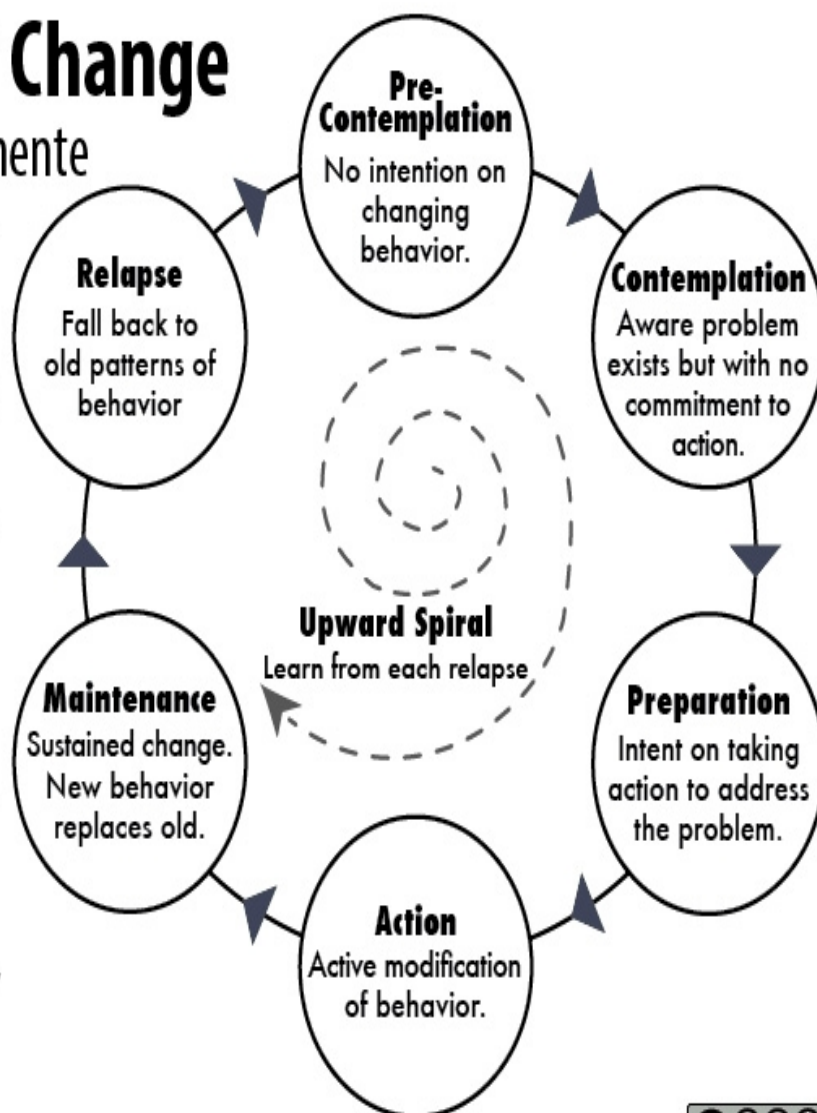 Change
nente
Pre-
Contemplation
No intention on
changing
behavior.
Contemplation
Aware problem
exists but with no
commitment to
action.
Preparation
Intent on taking
action to address
the problem.
Action
Active modification
of behavior.
Maintenance
Sustained change.
New behavior
replaces old.
Relapse
Fall back to
old patterns of
behavior
Upward Spiral
Learn from each relapse